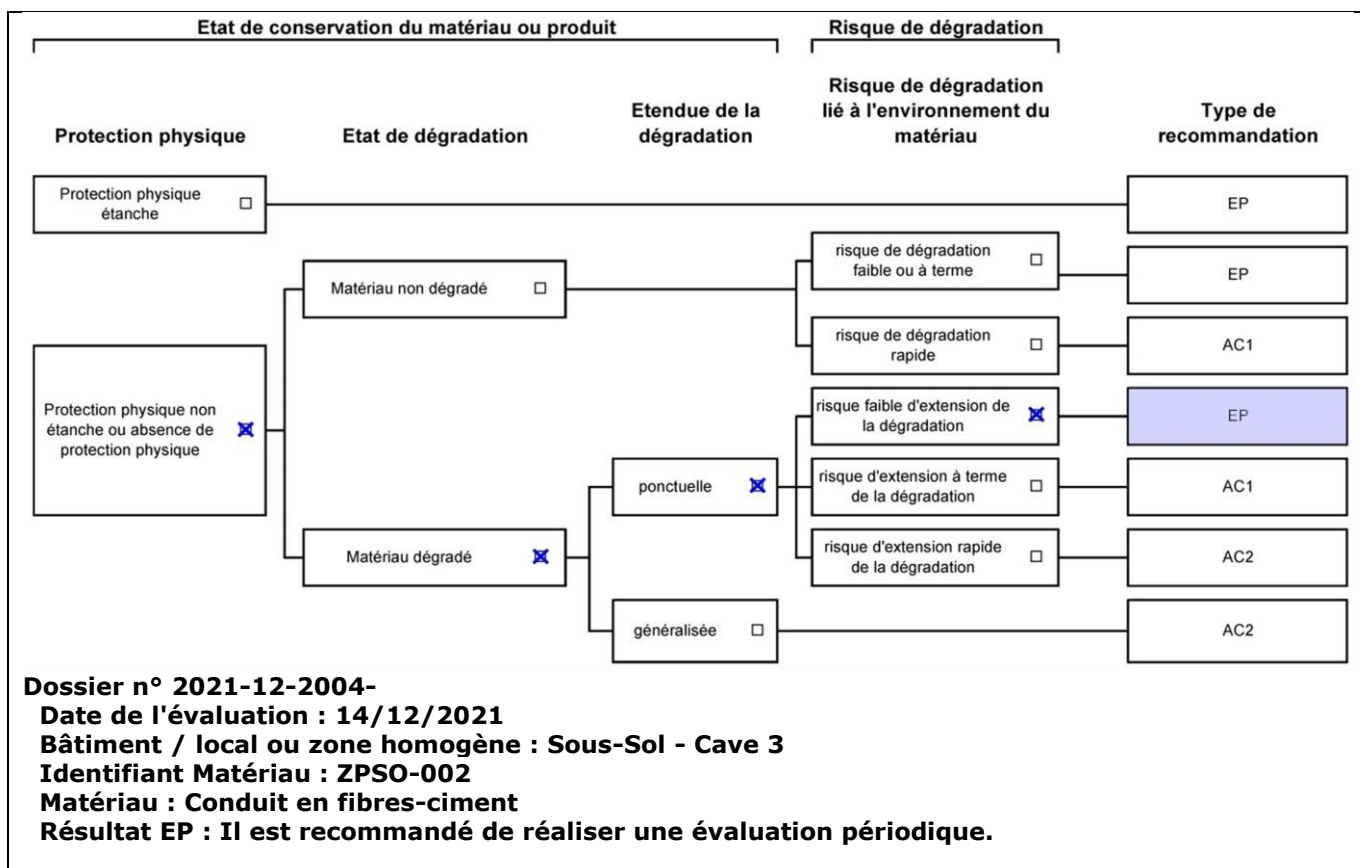 Etat de conservation du matériau ou produit
Risque de dégradation
Protection physique
Etat de dégradation
Etendue de la
dégradation
Risque de dégradation
lié à l'environnement du
matériau
Type de
recommandation
Protection physique
étanche
EP
Matériau non dégradé
risque de dégradation
faible ou à terme
EP
risque de dégradation
rapide
AC1
Protection physique non
étanche ou absence de
protection physique
risque faible d'extension de
la dégradation
EP
ponctuelle
risque d'extension à terme
de la dégradation
AC1
Matériau dégradé
risque d'extension rapide
de la dégradation
AC2
généralisée
AC2
Dossier n° 2021-12-2004-
Date de l'évaluation : 14/12/2021
Bâtiment / local ou zone homogène : Sous-Sol - Cave 3
Identifiant Matériau : ZPSO-002
Matériau : Conduit en fibres-ciment
Résultat EP : Il est recommandé de réaliser une évaluation périodique.